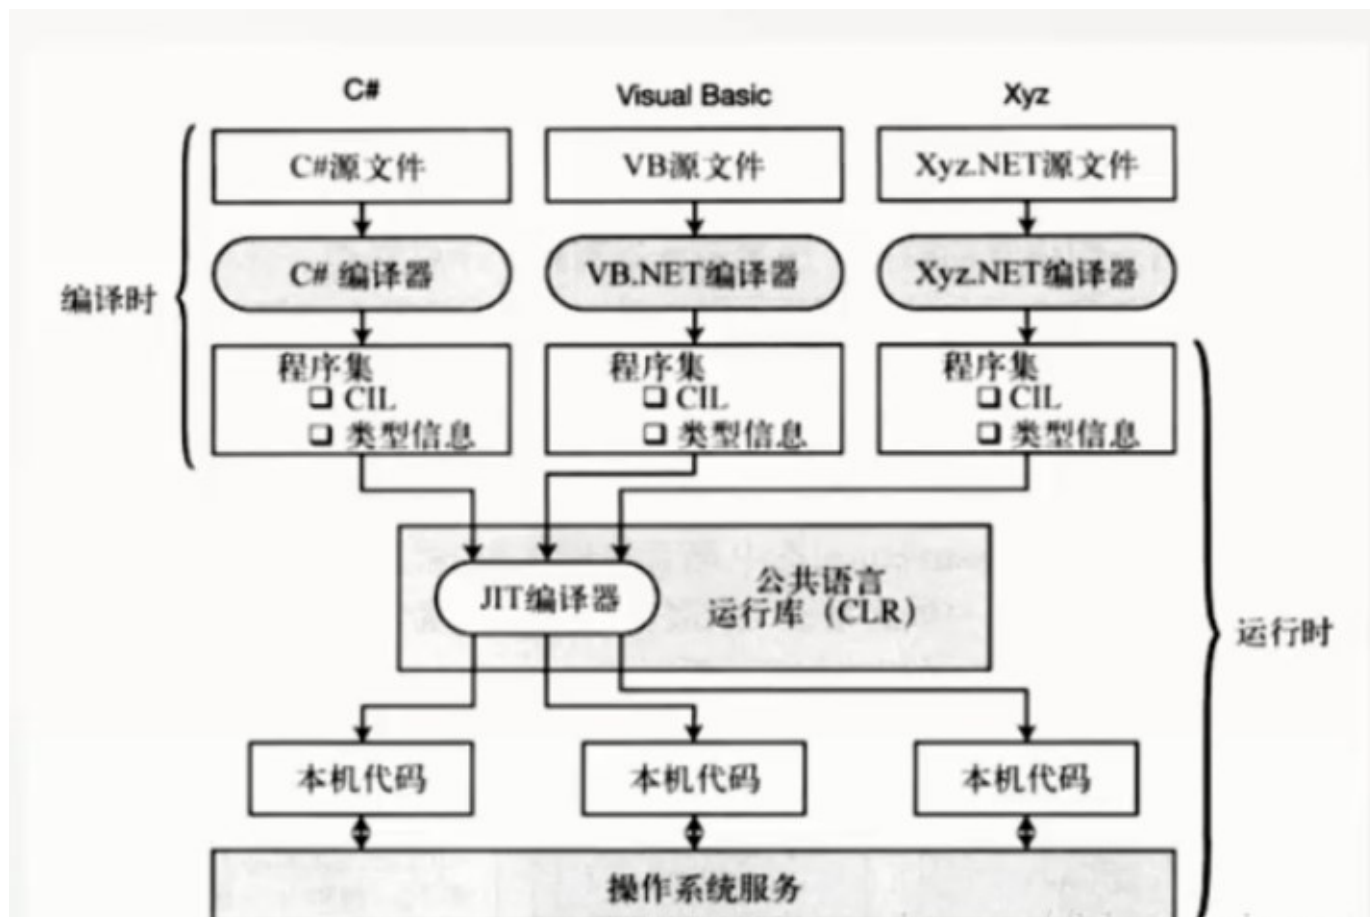 C#
Visual Basic
Xyz
C#源文件
VB源文件
Xyz.NET源文件
C# 编译器
VB.NET编译器
Xyz.NET编译器
编译时
程序集
❑ CIL
❑ 类型信息
程序集
❑ CIL
❑ 类型信息
程序集
❑ CIL
❑ 类型信息
JIT编译器
公共语言
运行库（CLR）
运行时
本机代码
本机代码
本机代码
操作系统服务